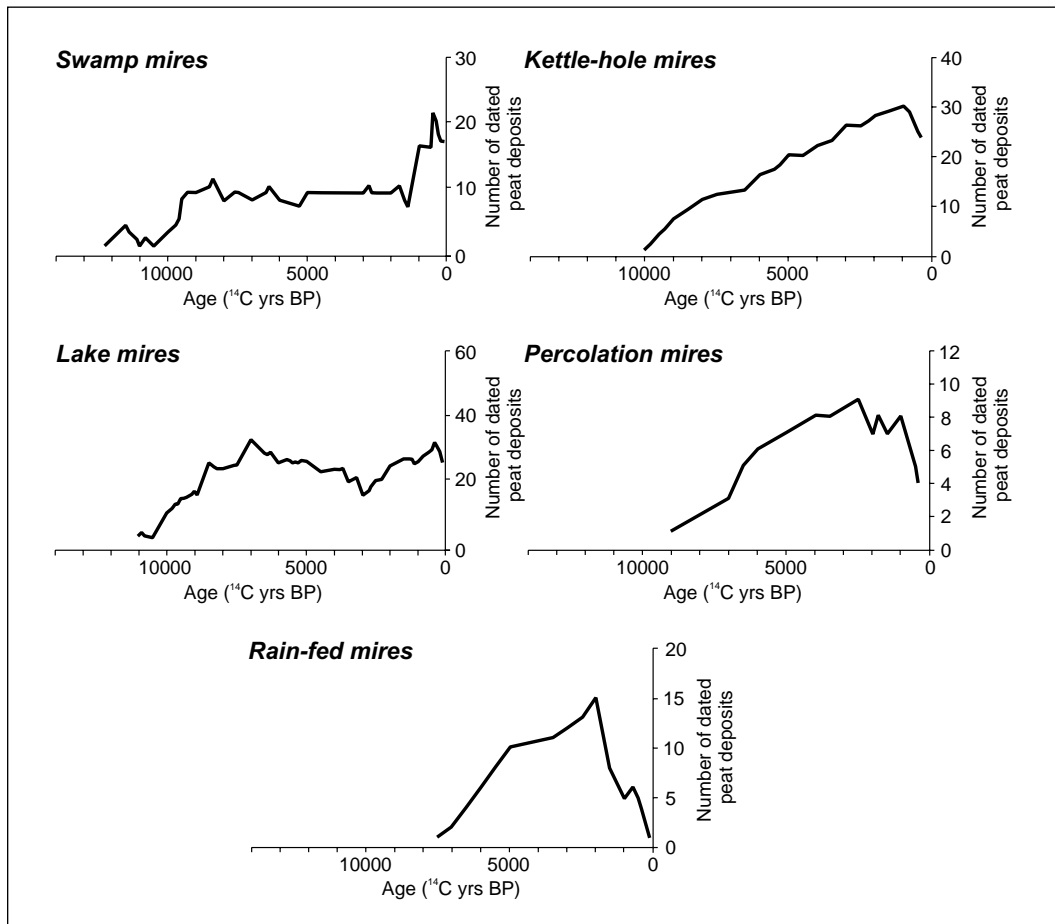 Swamp mires
30
20
10
0
Number of dated
peat deposits
10000
5000
0
Age (¹⁴C yrs BP)
Kettle-hole mires
40
30
20
10
0
Number of dated
peat deposits
10000
5000
0
Age (¹⁴C yrs BP)
Lake mires
60
40
20
0
Number of dated
peat deposits
10000
5000
0
Age (¹⁴C yrs BP)
Percolation mires
12
10
8
6
4
2
0
Number of dated
peat deposits
10000
5000
0
Age (¹⁴C yrs BP)
Rain-fed mires
20
15
10
5
0
Number of dated
peat deposits
10000
5000
0
Age (¹⁴C yrs BP)